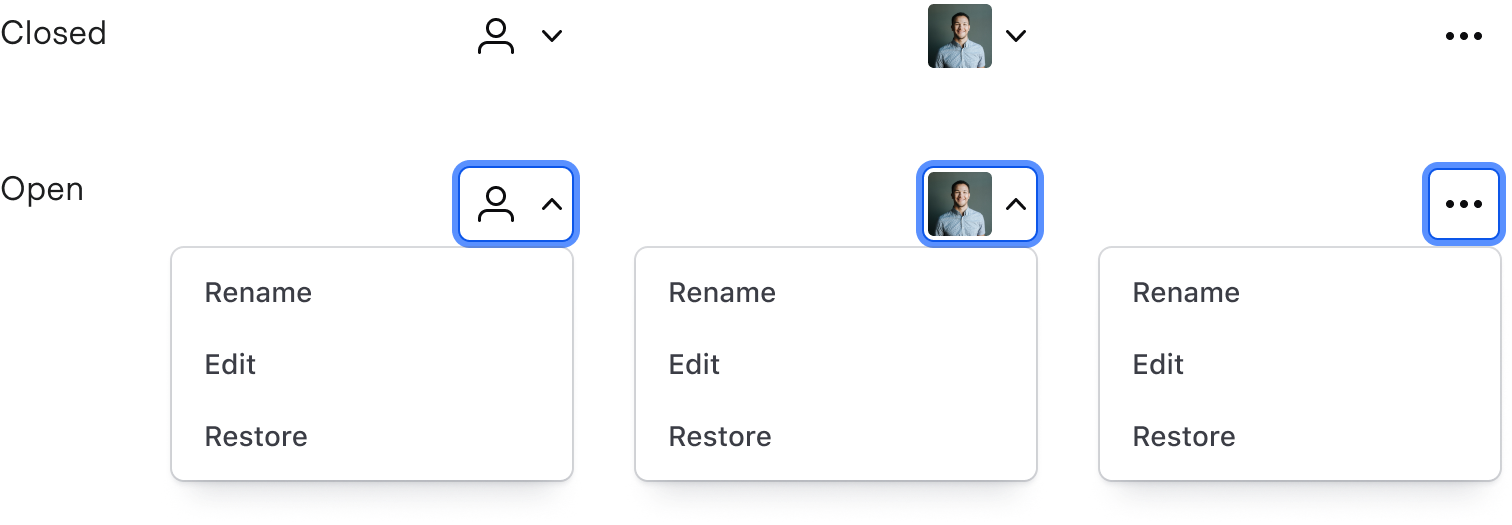 Closed
Open
Rename
Edit
Restore
Rename
Edit
Restore
Rename
Edit
Restore